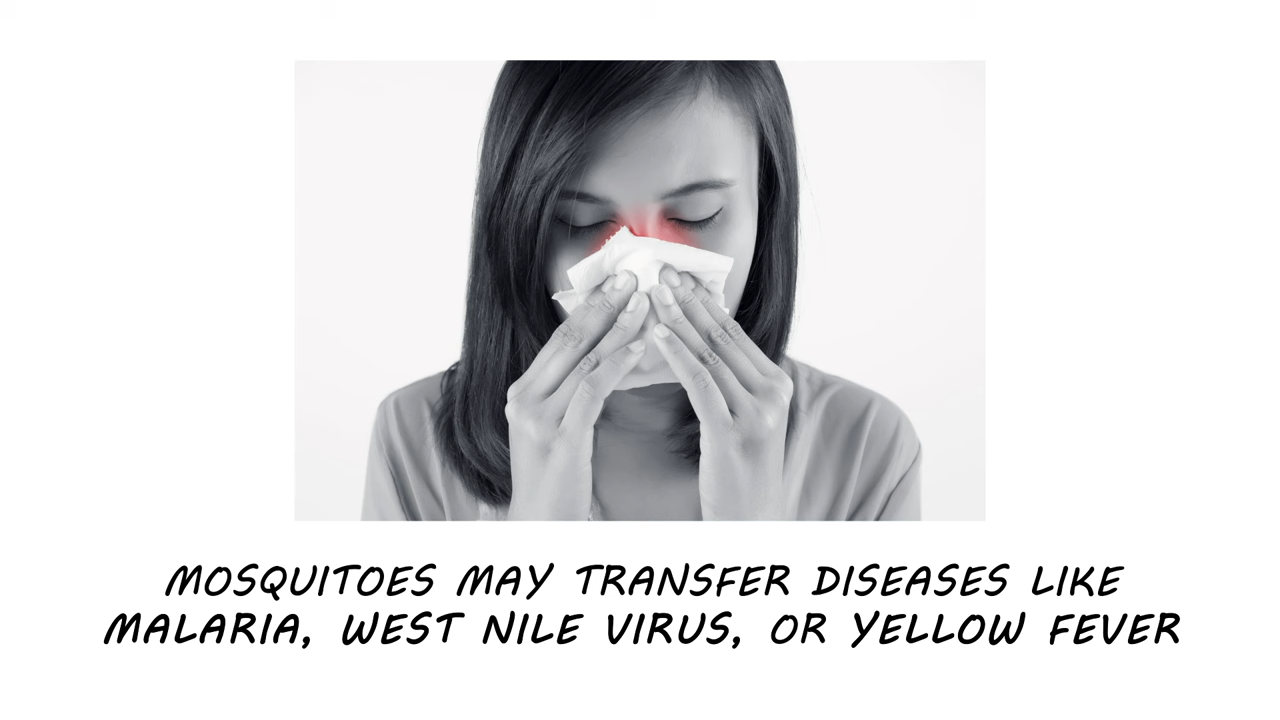 MOSQUITOES MAY TRANSFER DISEASES LIKE
MALARIA, WEST NILE VIRUS, OR YELLOW FEVER